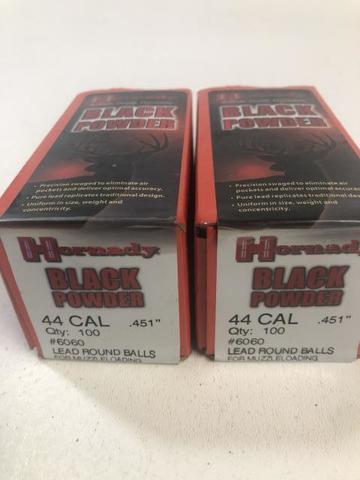 BLACK
POWDER
• Precision swaged to eliminate air
pockets and deliver optimal accuracy.
• Pure lead replicates traditional design.
• Uniform in size, weight and
concentricity.
Hornady
BLACK
POWDER
44 CAL .451"
Qty: 100
#6060
LEAD ROUND BALLS
FOR MUZZLELOADING
BLACK
POWDER
• Precision swaged to eliminate air
pockets and deliver optimal accuracy.
• Pure lead replicates traditional design.
• Uniform in size, weight and
concentricity.
Hornady
BLACK
POWDER
44 CAL .451"
Qty: 100
#6060
LEAD ROUND BALLS
FOR MUZZLELOADING